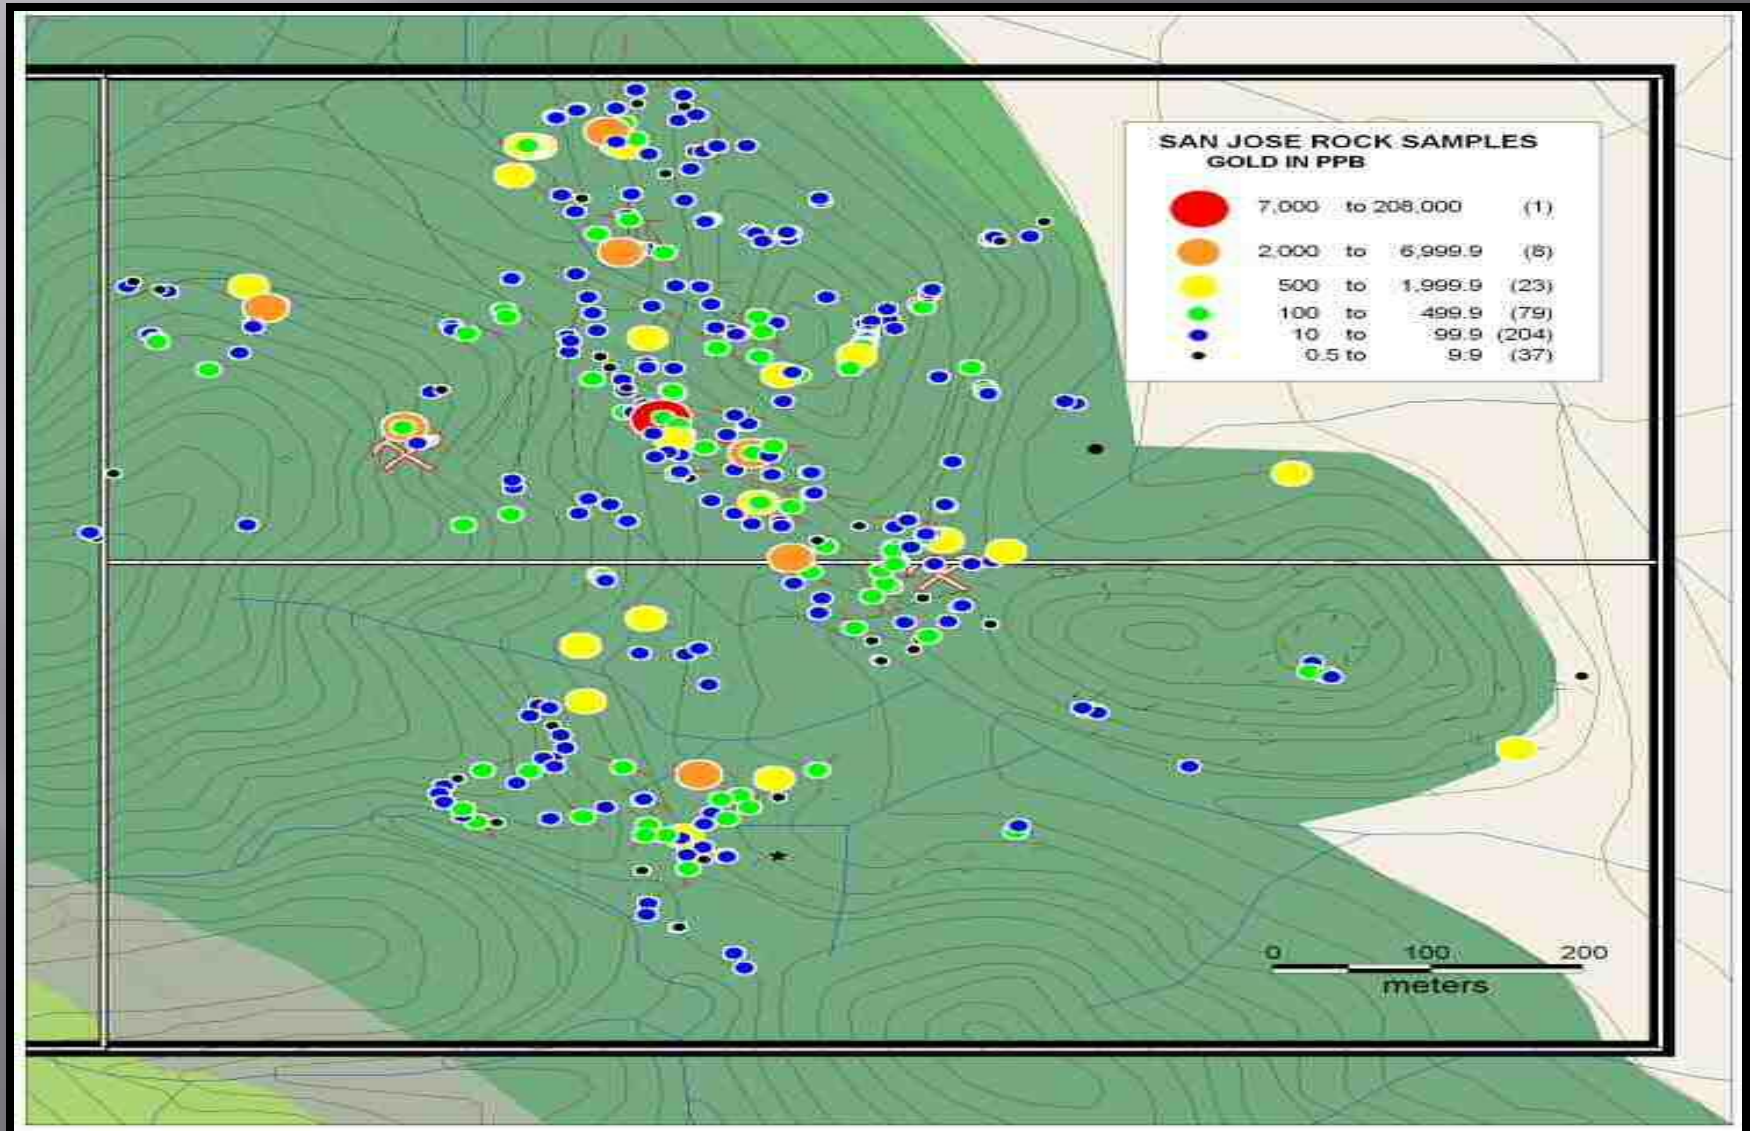 SAN JOSE ROCK SAMPLES
GOLD IN PPB
7,000 to 208,000 (1)
2,000 to 6,999.9 (8)
500 to 1,999.9 (23)
100 to 499.9 (79)
10 to 99.9 (204)
0.5 to 9.9 (37)
0 100 200
meters